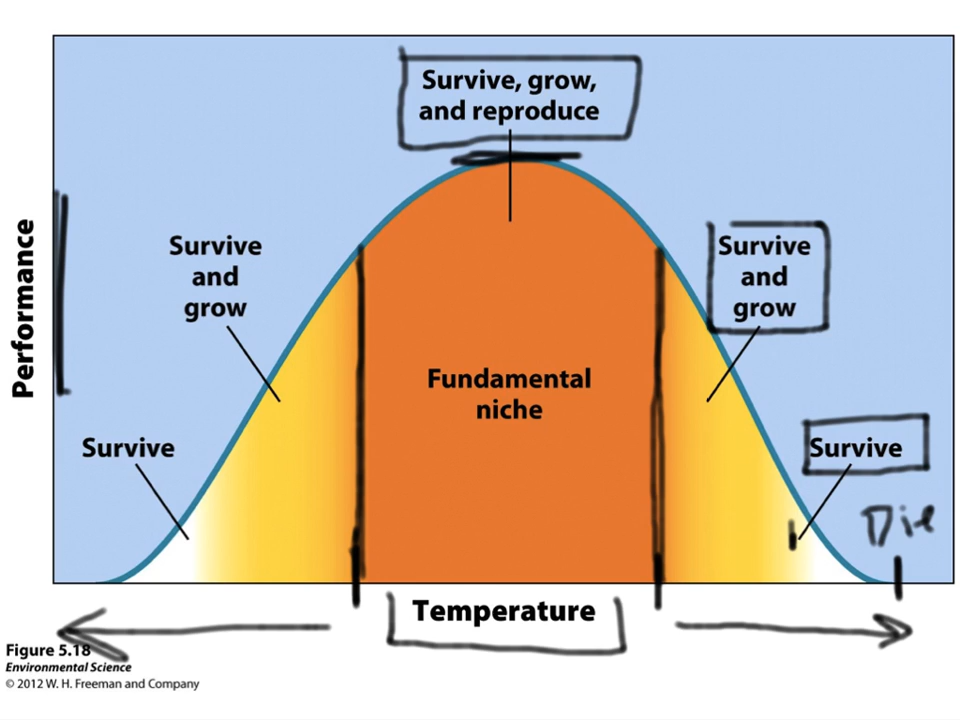 Survive, grow,
and reproduce
Survive
and
grow
Survive
and
grow
Performance
Fundamental
niche
Survive
Survive
Die
Temperature
Figure 5.18
Environmental Science
© 2012 W. H. Freeman and Company